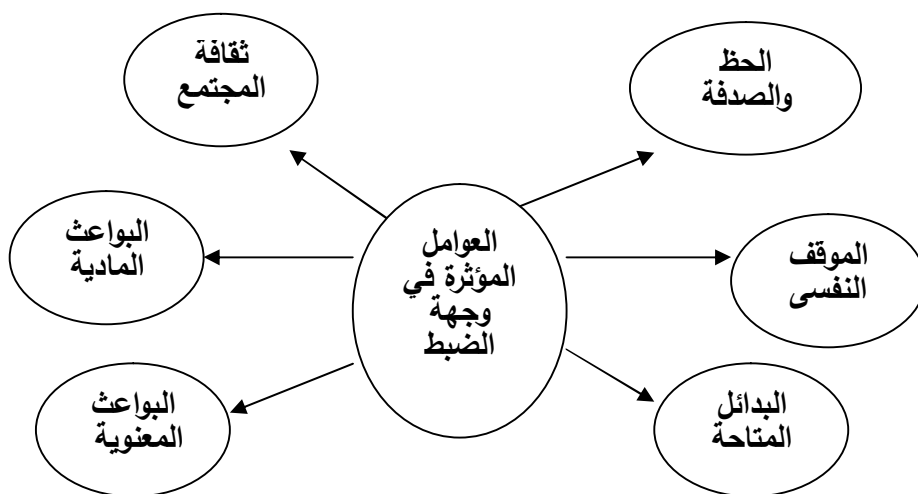 الحظ
والصدفة
ثقافة
المجتمع
العوامل
المؤثرة في
وجهة
الضبط
الموقف
النفسى
البواعث
المادية
البدائل
المتاحة
البواعث
المعنوية